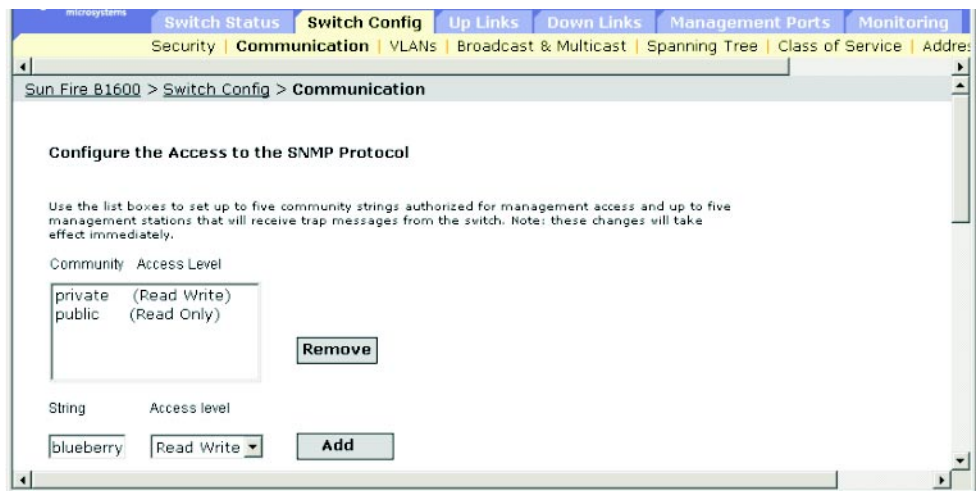 microsystems
Switch Status Switch Config Up Links Down Links Management Ports Monitoring
Security | Communication | VLANs | Broadcast & Multicast | Spanning Tree | Class of Service |
Sun Fire B1600 > Switch Config > Communication
Configure the Access to the SNMP Protocol
Use the list boxes to set up to five community strings authorized for management access and up to five
management stations that will receive trap messages from the switch. Note: these changes will take
effect immediately.
Community Access Level
private (Read Write)
public (Read Only)
Remove
String Access level
blueberry Read Write Add